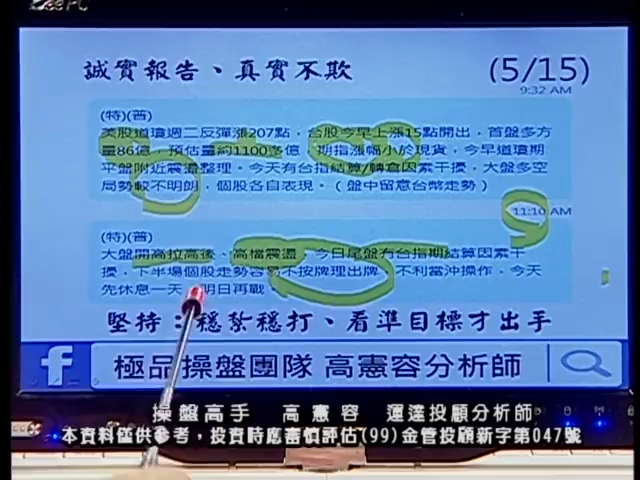 Eee PC
誠實報告、真實不欺 (5/15)
9:32 AM
(特)(普)
美股道瓊週二反彈漲207點，台股今早上漲15點開出，首盤多方
量86億，預估量約1100多億，期指漲幅小於現貨，今早道瓊期
平盤附近震盪整理。今天有台指結算/轉倉因素干擾，大盤多空
局勢較不明朗，個股各自表現。（盤中留意台幣走勢）
11:10 AM
(特)(普)
大盤開高拉高後、高檔震盪，今日尾盤有台指期結算因素干
擾，下半場個股走勢容易不按牌理出牌，不利當沖操作，今天
先休息一天，明日再戰
堅持：穩紮穩打、看準目標才出手
f 極品操盤團隊 高憲容分析師
操盤高手 高憲容 運達投顧分析師
本資料僅供參考，投資時應審慎評估(99)金管投顧新字第047號